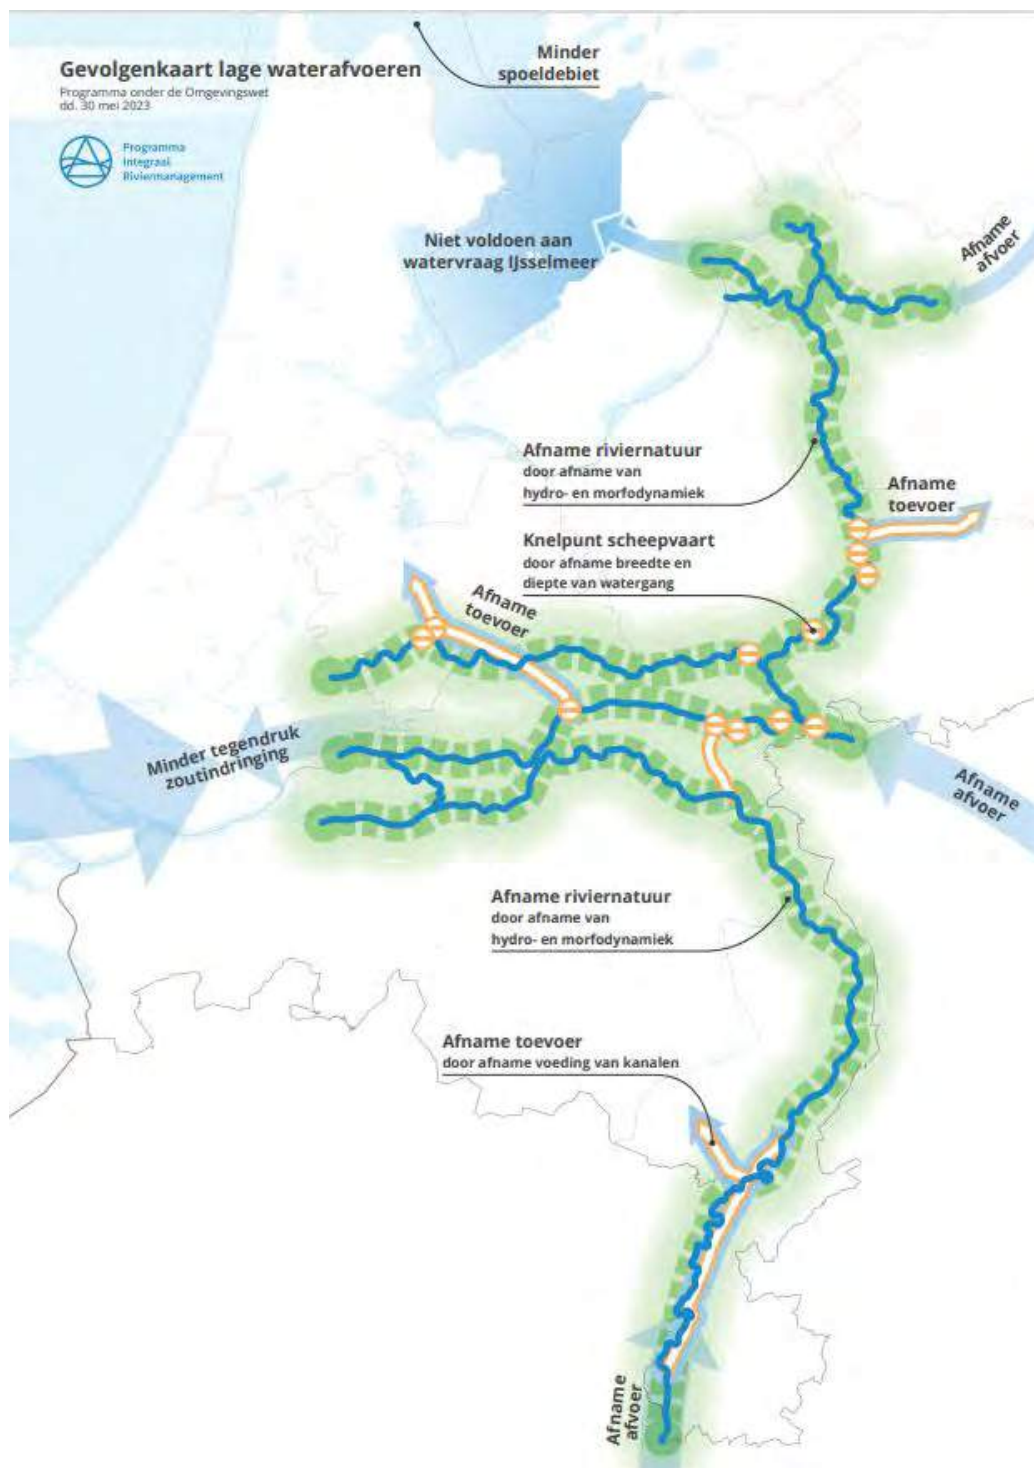 Gevolgenkaart lage waterafvoeren
Programma onder de Omgevingswet
dd. 30 mei 2023
Programma
Integraal
Riviermanagement
Minder
spoeldebiet
Niet voldoen aan
watervraag IJsselmeer
Afname
afvoer
Afname riviernatuur
door afname van
hydro- en morfodynamiek
Afname
toevoer
Knelpunt scheepvaart
door afname breedte en
diepte van watergang
Afname
toevoer
Minder tegendruk
zoutindringing
Afname
afvoer
Afname riviernatuur
door afname van
hydro- en morfodynamiek
Afname toevoer
door afname voeding van kanalen
Afname
afvoer